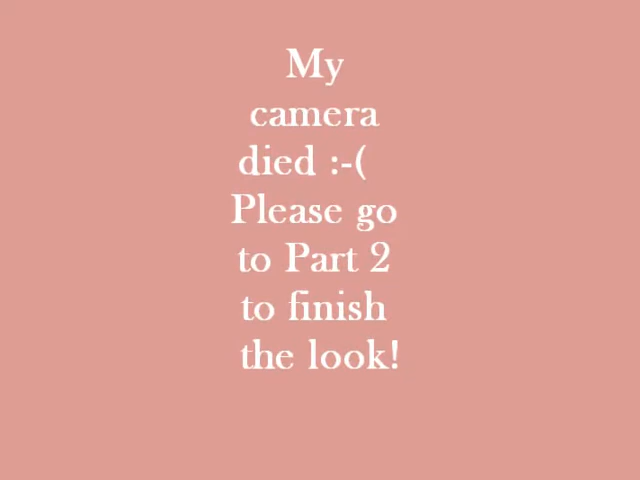 My
camera
died :-(
Please go
to Part 2
to finish
the look!